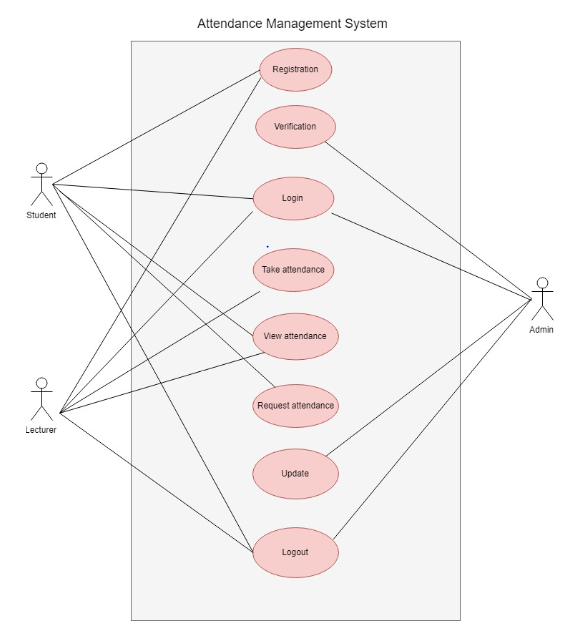 Attendance Management System
Registration
Verification
Login
Student
Take attendance
Admin
View attendance
Lecturer
Request attendance
Update
Logout